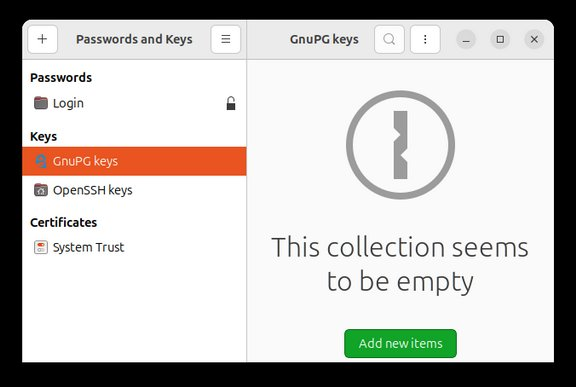 Passwords and Keys
GnuPG keys
Passwords
Login
Keys
GnuPG keys
OpenSSH keys
Certificates
System Trust
This collection seems
to be empty
Add new items